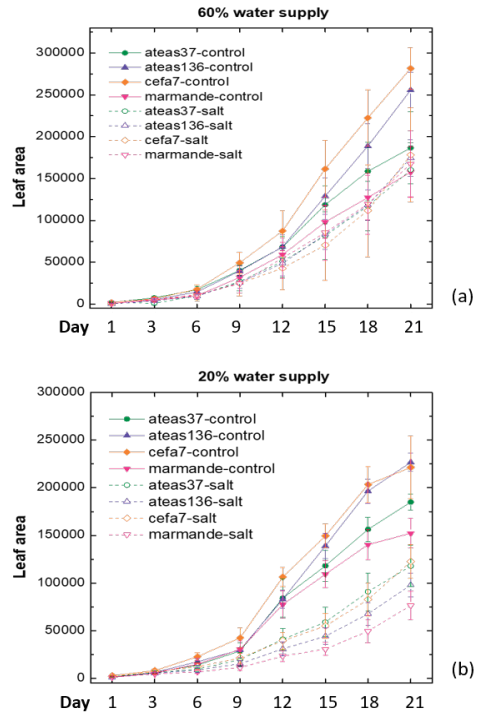 60% water supply
300000
250000
200000
150000
100000
50000
0
Leaf area
ateas37-control
ateas136-control
cefa7-control
marmande-control
ateas37-salt
ateas136-salt
cefa7-salt
marmande-salt
(a)
Day 1 3 6 9 12 15 18 21
20% water supply
300000
250000
200000
150000
100000
50000
0
Leaf area
ateas37-control
ateas136-control
cefa7-control
marmande-control
ateas37-salt
ateas136-salt
cefa7-salt
marmande-salt
(b)
Day 1 3 6 9 12 15 18 21